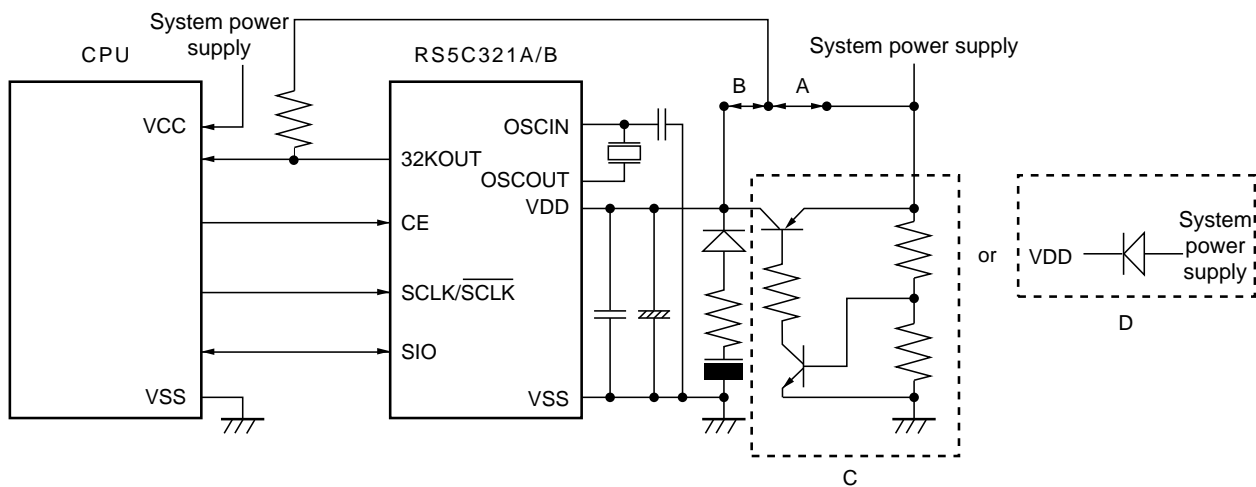 System power
supply
System power supply
CPU
RS5C321A/B
B
A
VCC
OSCIN
32KOUT
OSCOUT
VDD
CE
SCLK/SCLK
SIO
VSS
VSS
or
VDD
System
power
supply
D
C